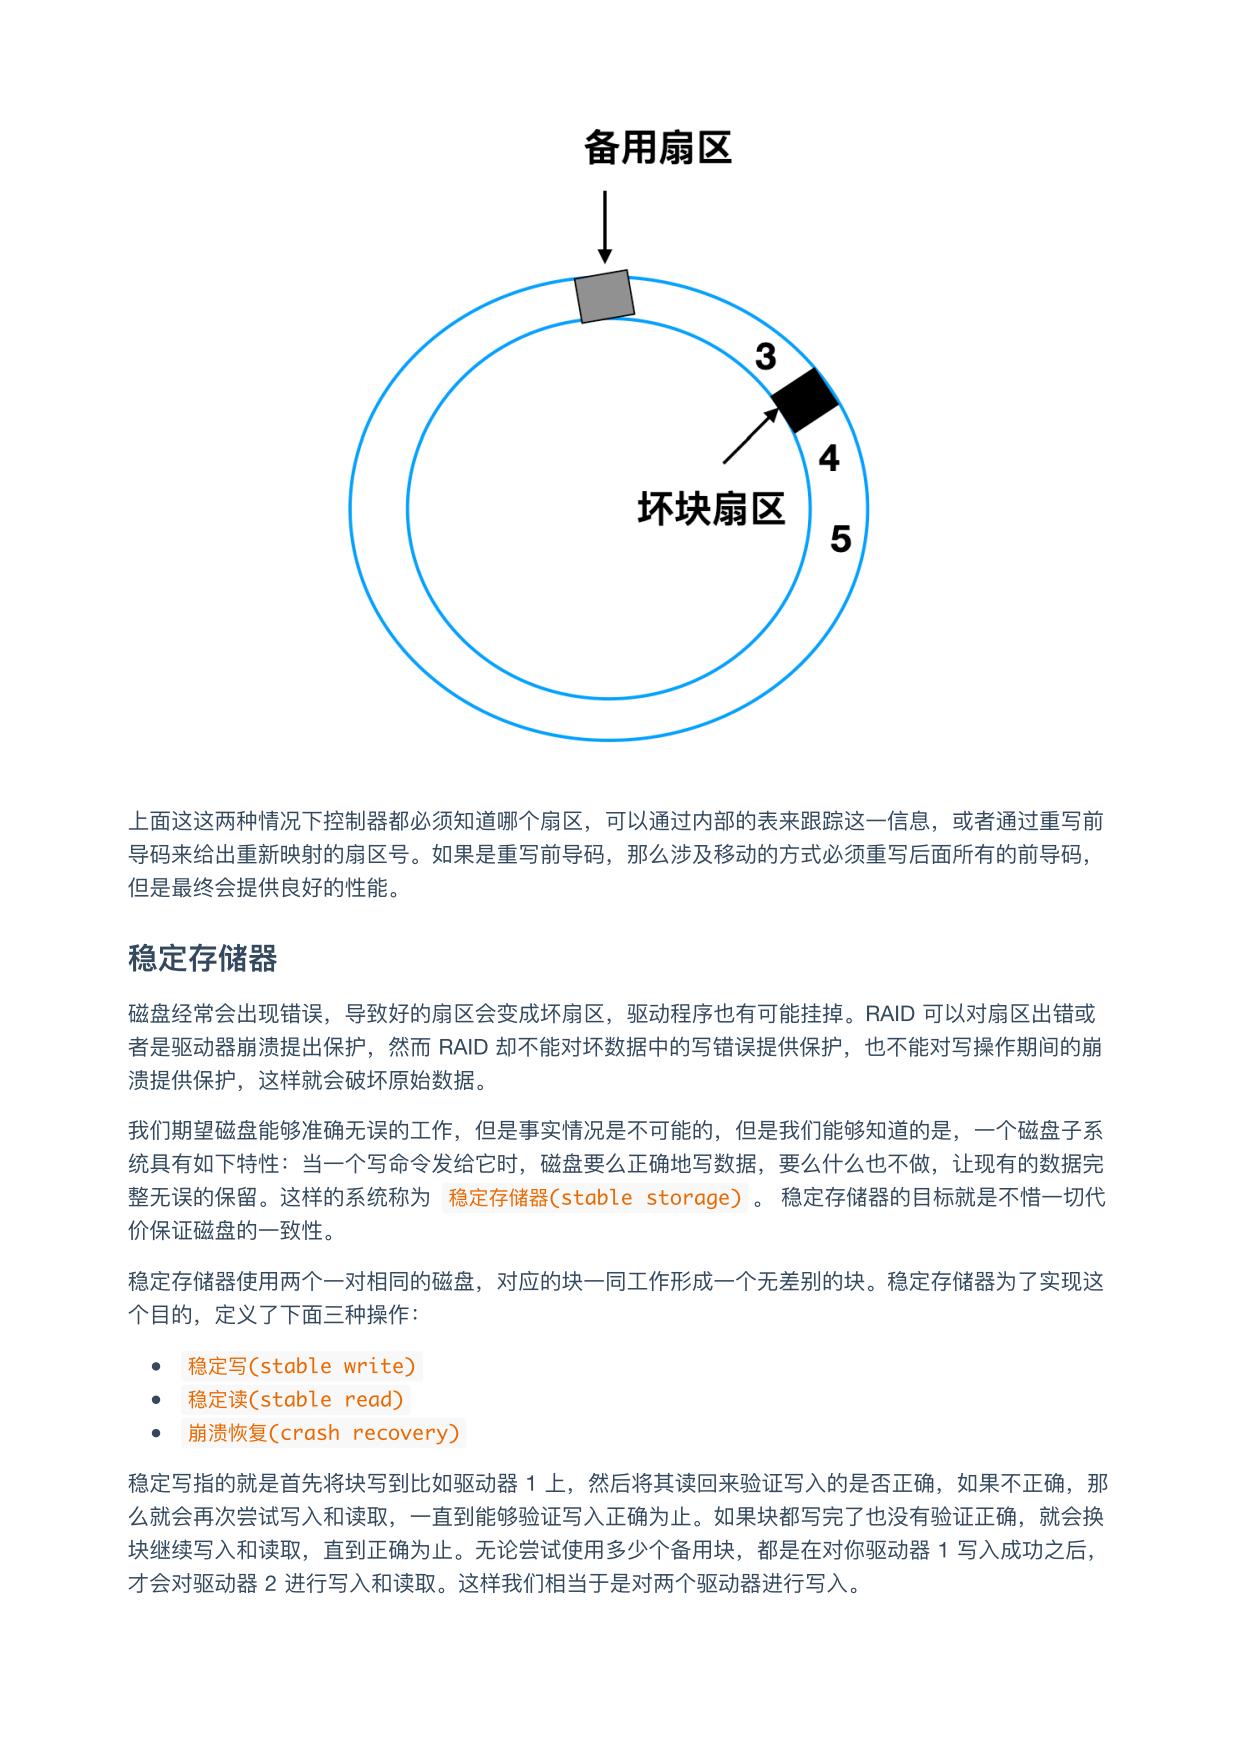 备用扇区
3
4
坏块扇区
5
上面这这两种情况下控制器都必须知道哪个扇区，可以通过内部的表来跟踪这一信息，或者通过重写前
导码来给出重新映射的扇区号。如果是重写前导码，那么涉及移动的方式必须重写后面所有的前导码，
但是最终会提供良好的性能。
稳定存储器
磁盘经常会出现错误，导致好的扇区会变成坏扇区，驱动程序也有可能挂掉。RAID 可以对扇区出错或
者是驱动器崩溃提出保护，然而 RAID 却不能对坏数据中的写错误提供保护，也不能对写操作期间的崩
溃提供保护，这样就会破坏原始数据。
我们期望磁盘能够准确无误的工作，但是事实情况是不可能的，但是我们能够知道的是，一个磁盘子系
统具有如下特性：当一个写命令发给它时，磁盘要么正确地写数据，要么什么也不做，让现有的数据完
整无误的保留。这样的系统称为 稳定存储器(stable storage) 。 稳定存储器的目标就是不惜一切代
价保证磁盘的一致性。
稳定存储器使用两个一对相同的磁盘，对应的块一同工作形成一个无差别的块。稳定存储器为了实现这
个目的，定义了下面三种操作：
● 稳定写(stable write)
● 稳定读(stable read)
● 崩溃恢复(crash recovery)
稳定写指的就是首先将块写到比如驱动器 1 上，然后将其读回来验证写入的是否正确，如果不正确，那
么就会再次尝试写入和读取，一直到能够验证写入正确为止。如果块都写完了也没有验证正确，就会换
块继续写入和读取，直到正确为止。无论尝试使用多少个备用块，都是在对你驱动器 1 写入成功之后，
才会对驱动器 2 进行写入和读取。这样我们相当于是对两个驱动器进行写入。